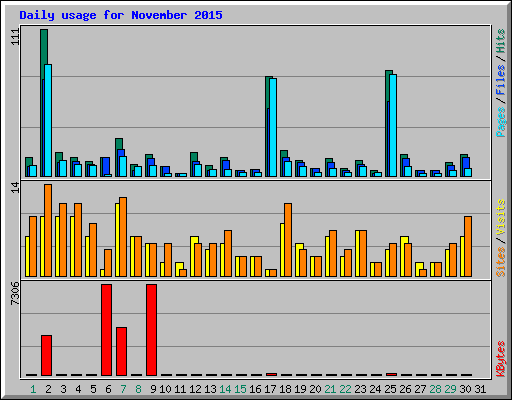 Daily usage for November 2015
111
Pages / Files / Hits
14
Sites / Visits
7306
KBytes
1 2 3 4 5 6 7 8 9 10 11 12 13 14 15 16 17 18 19 20 21 22 23 24 25 26 27 28 29 30 31